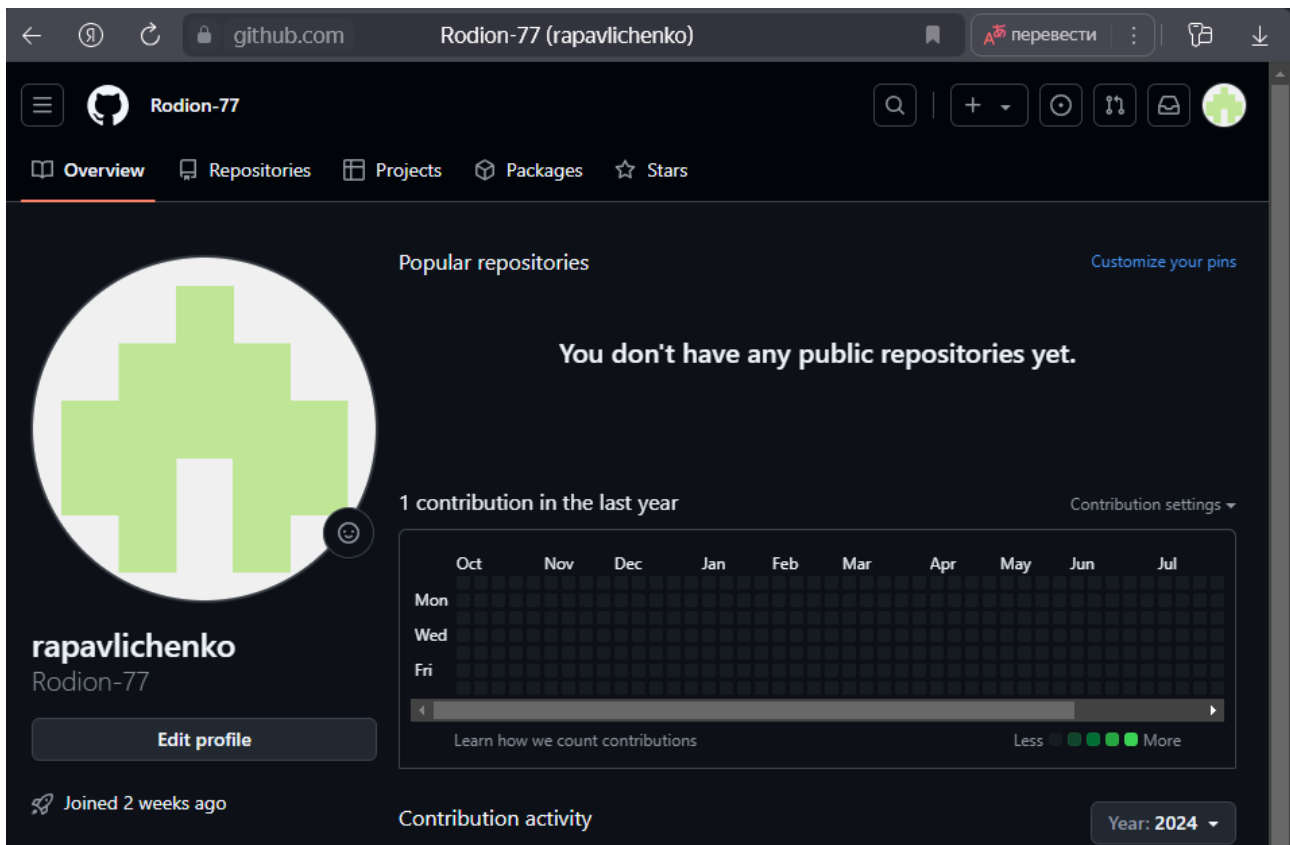 github.com Rodion-77 (rapavlichenko) перевести
Rodion-77
Overview Repositories Projects Packages Stars
Popular repositories Customize your pins
You don't have any public repositories yet.
1 contribution in the last year Contribution settings
Oct Nov Dec Jan Feb Mar Apr May Jun Jul
Mon
Wed
Fri
rapavlichenko
Rodion-77
Edit profile
Learn how we count contributions Less More
Joined 2 weeks ago
Contribution activity Year: 2024